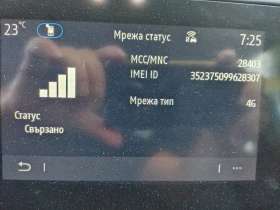 23°C
Мрежа статус
7:25
MCC/MNC 28403
IMEI ID 352375099628307
Мрежа тип 4G
Статус
Свързано